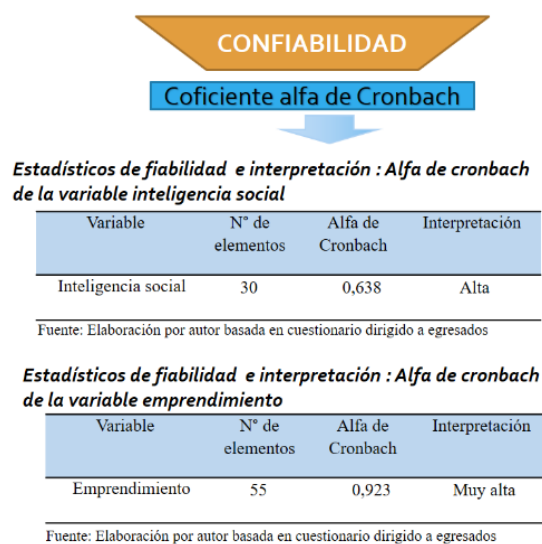 CONFIABILIDAD
Coficiente alfa de Cronbach
Estadísticos de fiabilidad e interpretación : Alfa de cronbach
de la variable inteligencia social
Variable N° de Alfa de Interpretación
elementos Cronbach
Inteligencia social 30 0,638 Alta
Fuente: Elaboración por autor basada en cuestionario dirigido a egresados
Estadísticos de fiabilidad e interpretación : Alfa de cronbach
de la variable emprendimiento
Variable N° de Alfa de Interpretación
elementos Cronbach
Emprendimiento 55 0,923 Muy alta
Fuente: Elaboración por autor basada en cuestionario dirigido a egresados